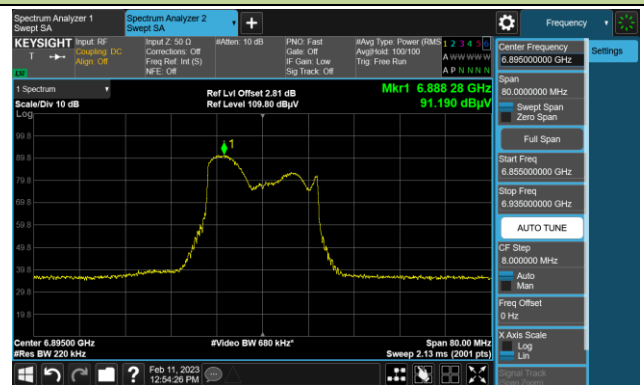 Spectrum Analyzer 1
Swept SA
Spectrum Analyzer 2
Swept SA
+
Frequency
KEYSIGHT
T
Input: RF
Coupling: DC
Align: Off
Input Z: 50 Ω
Corrections: Off
Freq Ref: Int (S)
NFE: Off
#Atten: 10 dB
PNO: Fast
Gate: Off
IF Gain: Low
Sig Track: Off
#Avg Type: Power (RMS
Avg|Hold: 100/100
Trig: Free Run
1 2 3 4 5 6
A W W W W W
A P N N N N
1 Spectrum
Scale/Div 10 dB
Log
Ref Lvl Offset 2.81 dB
Ref Level 109.80 dBµV
Mkr1 6.888 28 GHz
91.190 dBµV
1
99.8
89.8
79.8
69.8
59.8
49.8
39.8
29.8
19.8
Center 6.89500 GHz
#Res BW 220 kHz
#Video BW 680 kHz*
Span 80.00 MHz
Sweep 2.13 ms (2001 pts)
Feb 11, 2023
12:54:26 PM
?
Center Frequency
6.895000000 GHz
Settings
Span
80.0000000 MHz
Swept Span
Zero Span
Full Span
Start Freq
6.855000000 GHz
Stop Freq
6.935000000 GHz
AUTO TUNE
CF Step
8.000000 MHz
Auto
Man
Freq Offset
0 Hz
X Axis Scale
Log
Lin
Signal Track